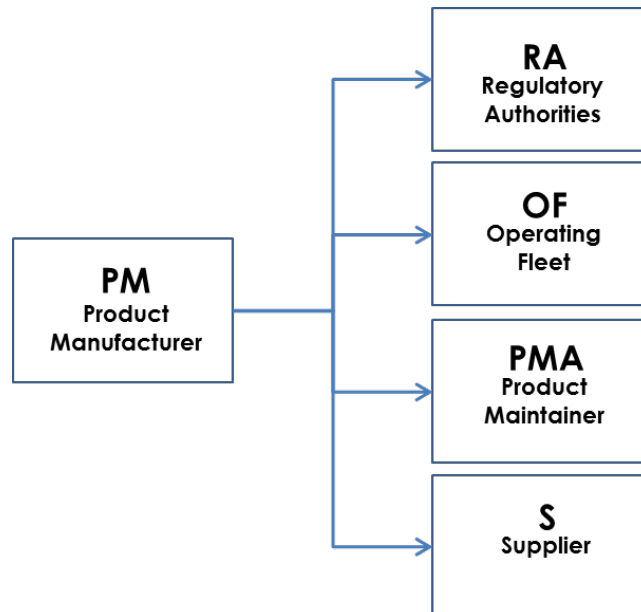 PM
Product
Manufacturer
RA
Regulatory
Authorities
OF
Operating
Fleet
PMA
Product
Maintainer
S
Supplier